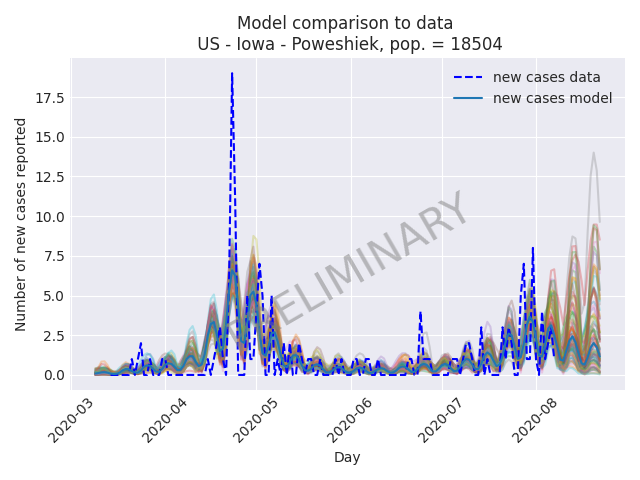 Model comparison to data
US - Iowa - Poweshiek, pop. = 18504
new cases data
new cases model
Number of new cases reported
17.5
15.0
12.5
10.0
7.5
5.0
2.5
0.0
PRELIMINARY
2020-03
2020-04
2020-05
2020-06
2020-07
2020-08
Day